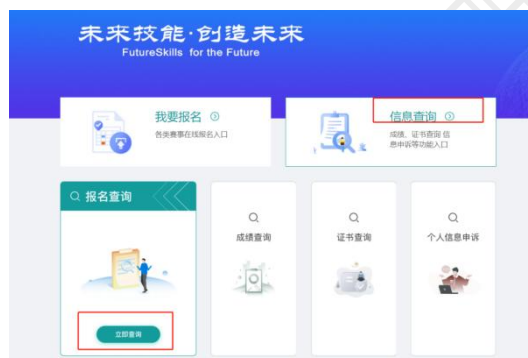 未来技能·创造未来
FutureSkills for the Future
我要报名
各类赛事在线报名入口
信息查询
成绩、证书查询 信
息申诉等功能入口
报名查询
立即查询
成绩查询
证书查询
个人信息申诉